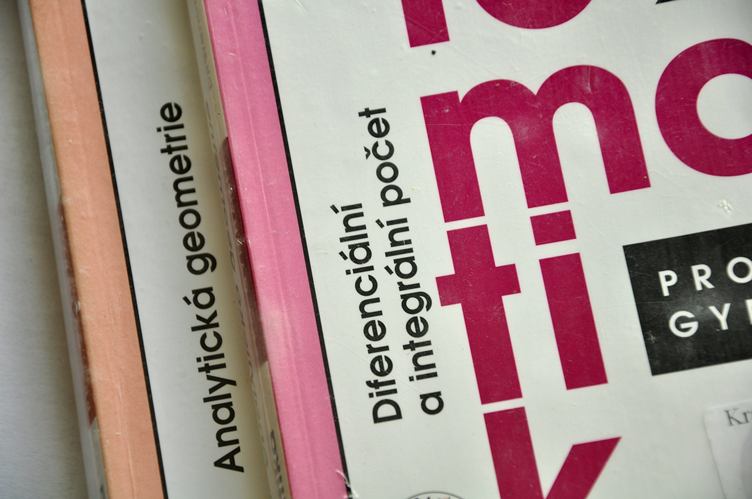 Analytická geometrie
Diferenciální
a integrální počet
ma
ti
k
PRO
GY